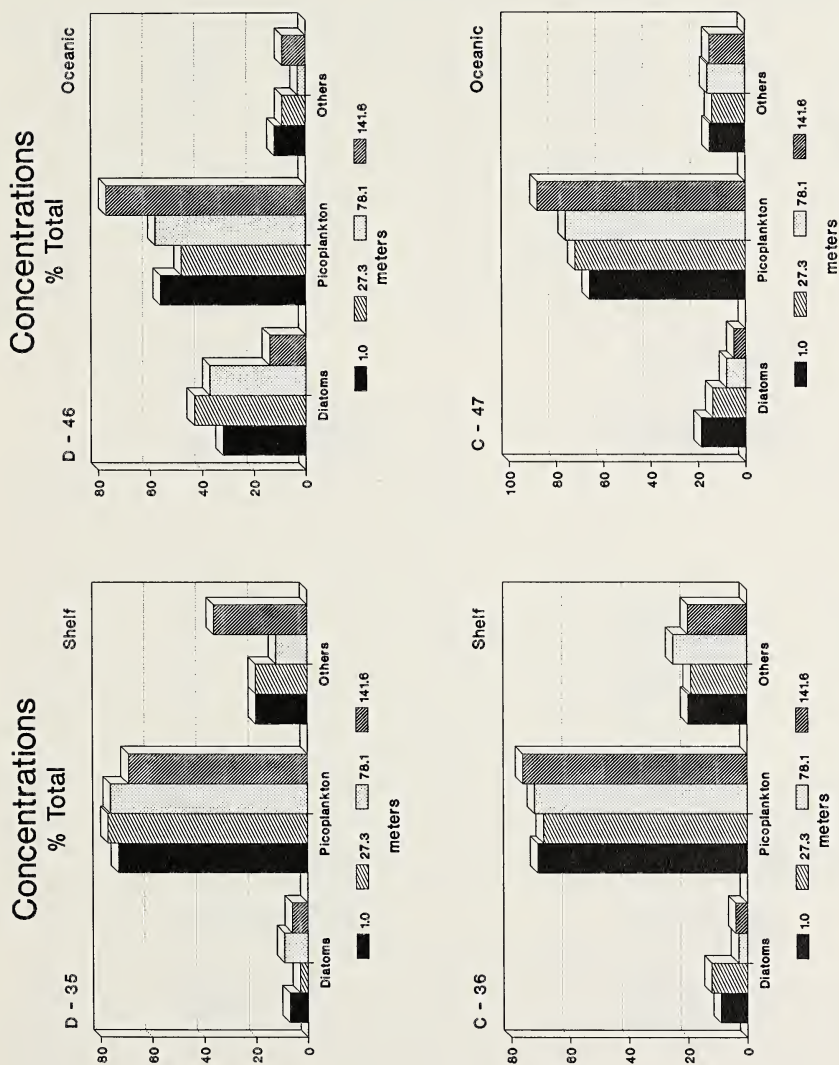 Concentrations
% Total
D - 35
Shelf
80
60
40
20
0
Diatoms
Picoplankton
Others
1.0
27.3
78.1
141.6
meters
Concentrations
% Total
D - 46
Oceanic
80
60
40
20
0
Diatoms
Picoplankton
Others
1.0
27.3
78.1
141.6
meters
C - 36
Shelf
80
60
40
20
0
Diatoms
Picoplankton
Others
1.0
27.3
78.1
141.6
meters
C - 47
Oceanic
100
80
60
40
20
0
Diatoms
Picoplankton
Others
1.0
27.3
78.1
141.6
meters